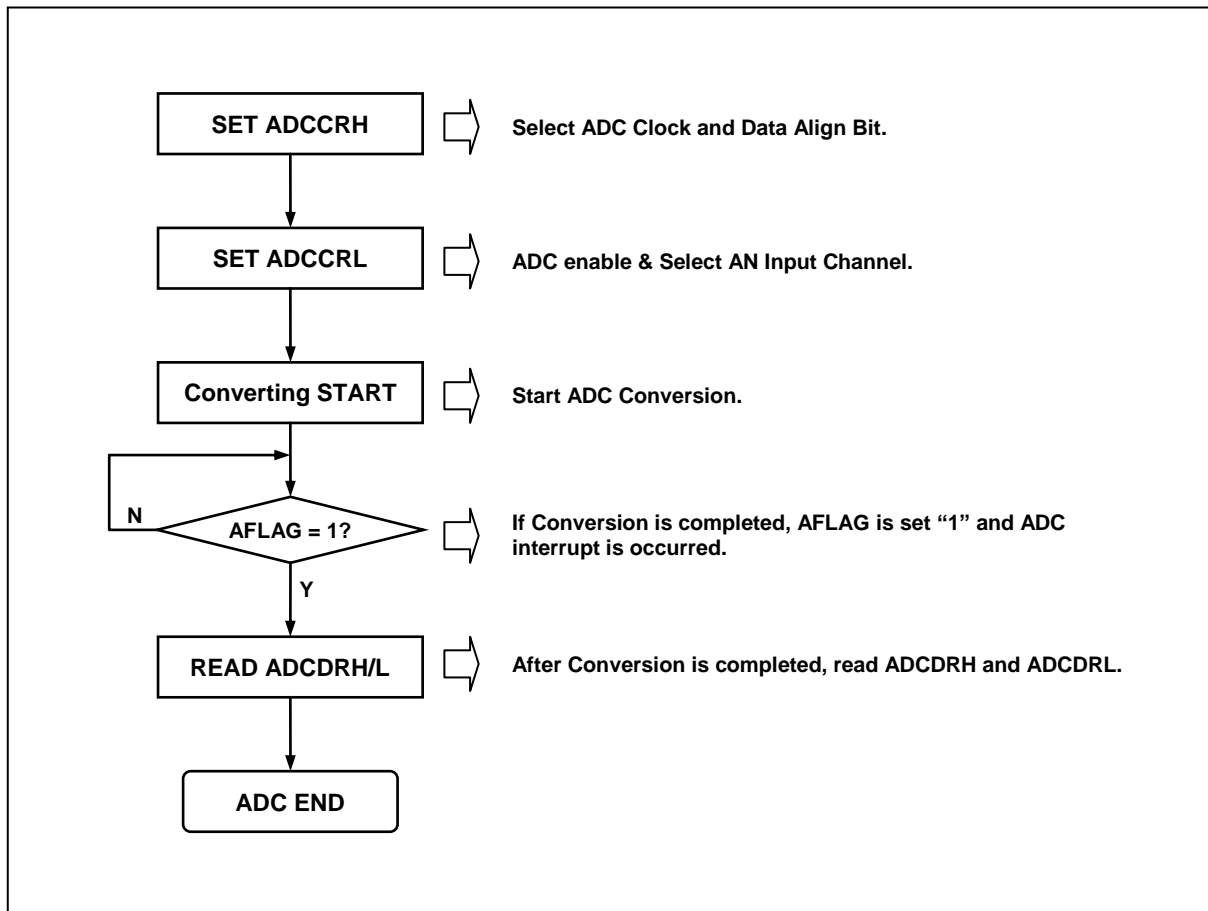 SET ADCCRH
Select ADC Clock and Data Align Bit.
SET ADCCRL
ADC enable & Select AN Input Channel.
Converting START
Start ADC Conversion.
N
AFLAG = 1?
If Conversion is completed, AFLAG is set “1” and ADC
interrupt is occurred.
Y
READ ADCDRH/L
After Conversion is completed, read ADCDRH and ADCDRL.
ADC END